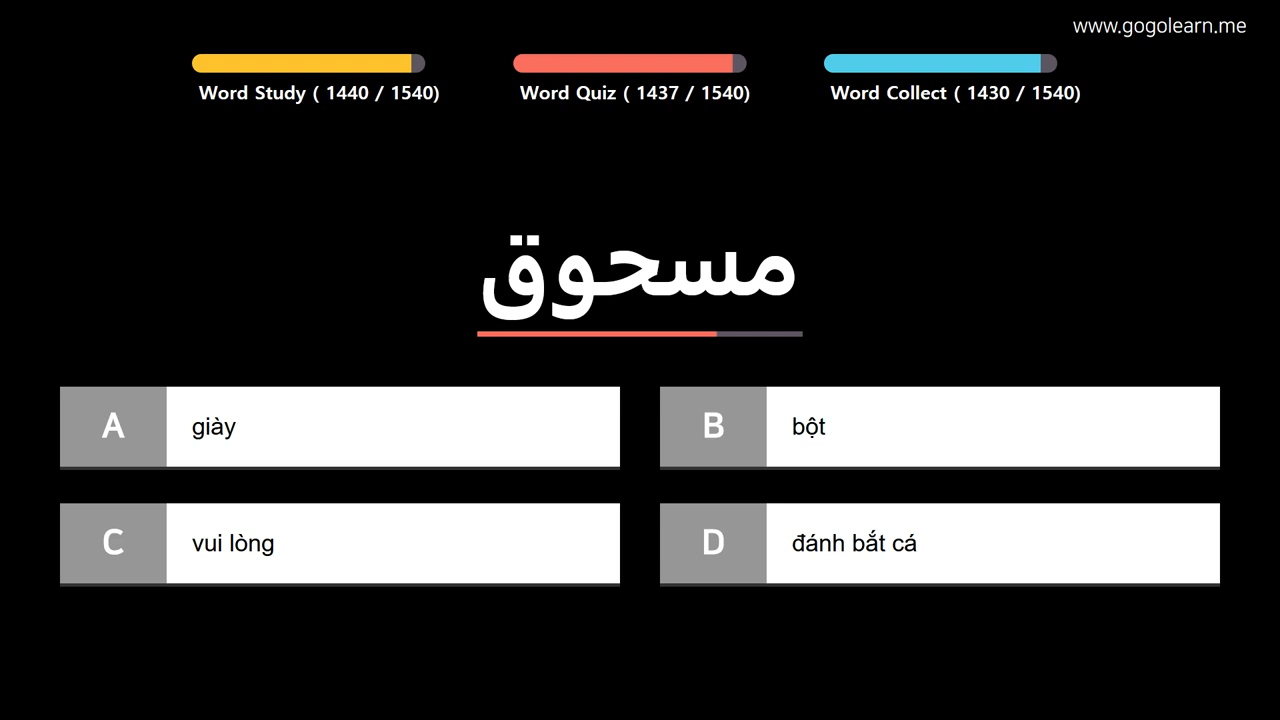 www.gogolearn.me
Word Study ( 1440 / 1540)
Word Quiz ( 1437 / 1540)
Word Collect ( 1430 / 1540)
مسحوق
A
giày
B
bột
C
vui lòng
D
đánh bắt cá